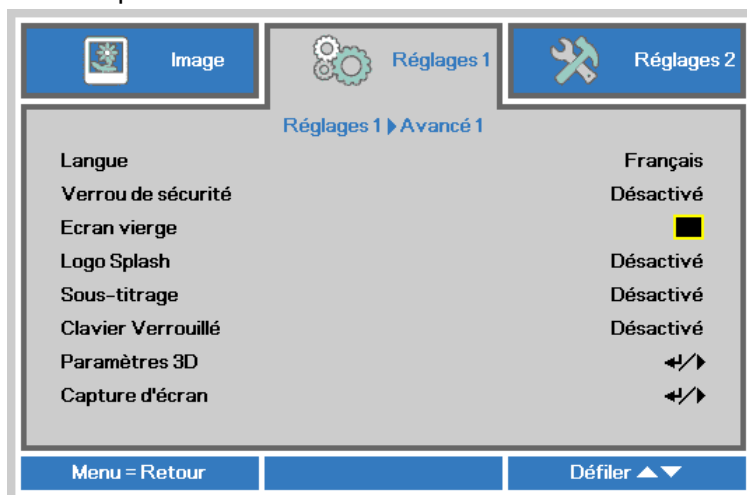 Image
Réglages 1
Réglages 2
Réglages 1 Avancé 1
Langue Français
Verrou de sécurité Désactivé
Ecran vierge
Logo Splash Désactivé
Sous-titrage Désactivé
Clavier Verrouillé Désactivé
Paramètres 3D
Capture d'écran
Menu = Retour
Défiler